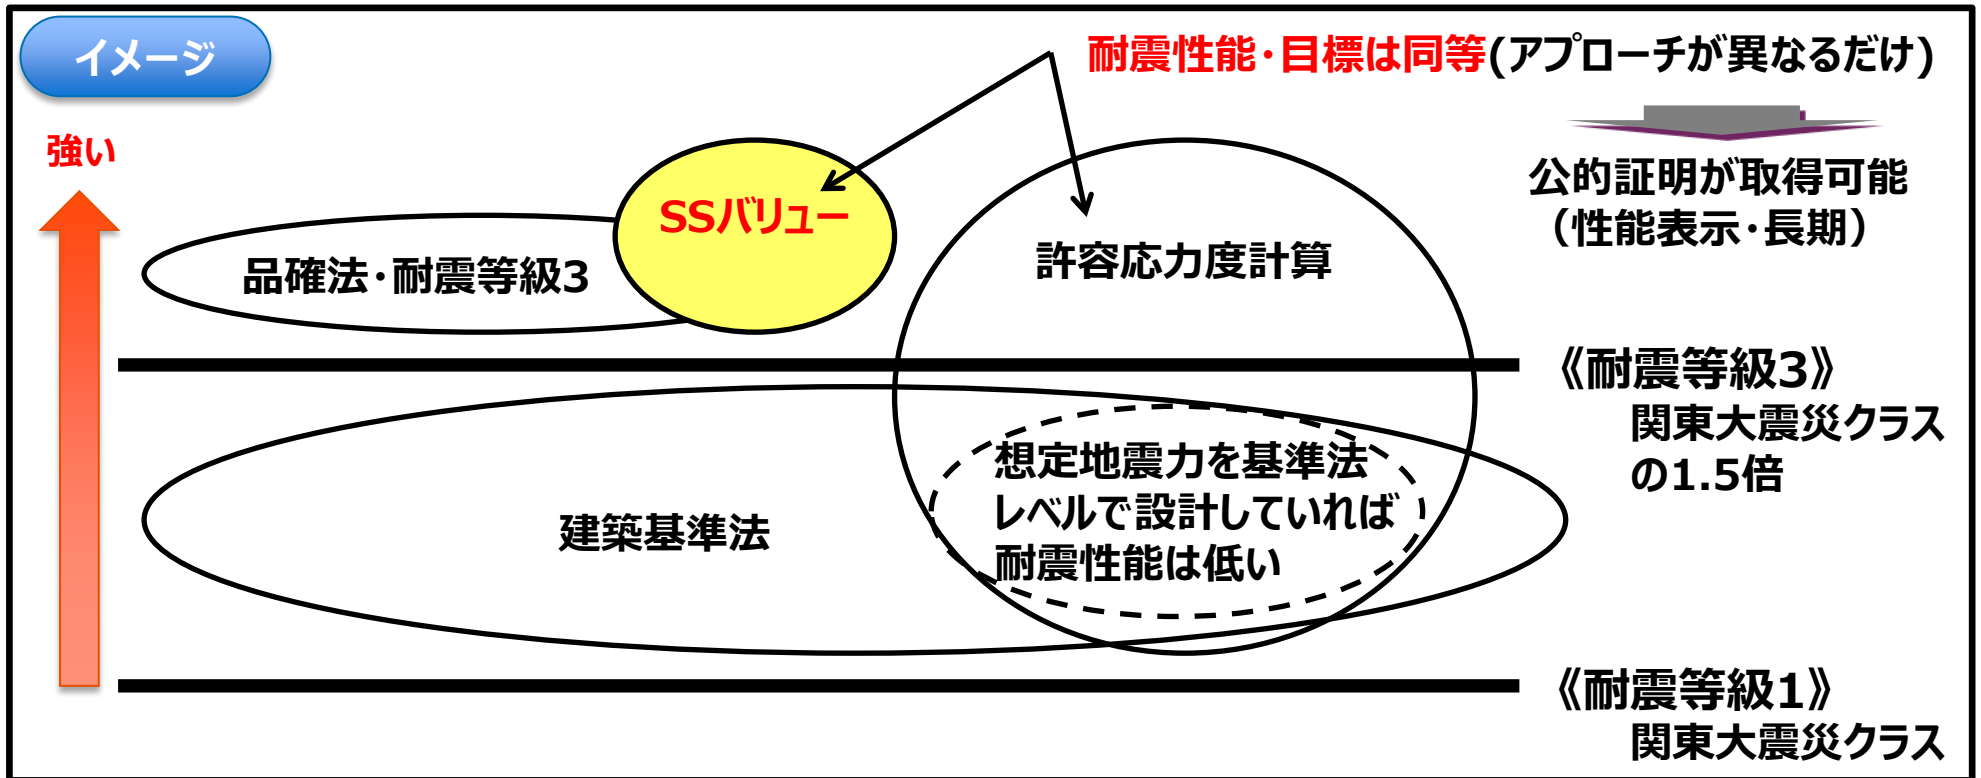 イメージ
耐震性能・目標は同等(アプローチが異なるだけ)
強い
公的証明が取得可能
（性能表示・長期）
SSバリュー
品確法・耐震等級3
許容応力度計算
《耐震等級3》
関東大震災クラス
の1.5倍
想定地震力を基準法
レベルで設計していれば
耐震性能は低い
建築基準法
《耐震等級1》
関東大震災クラス